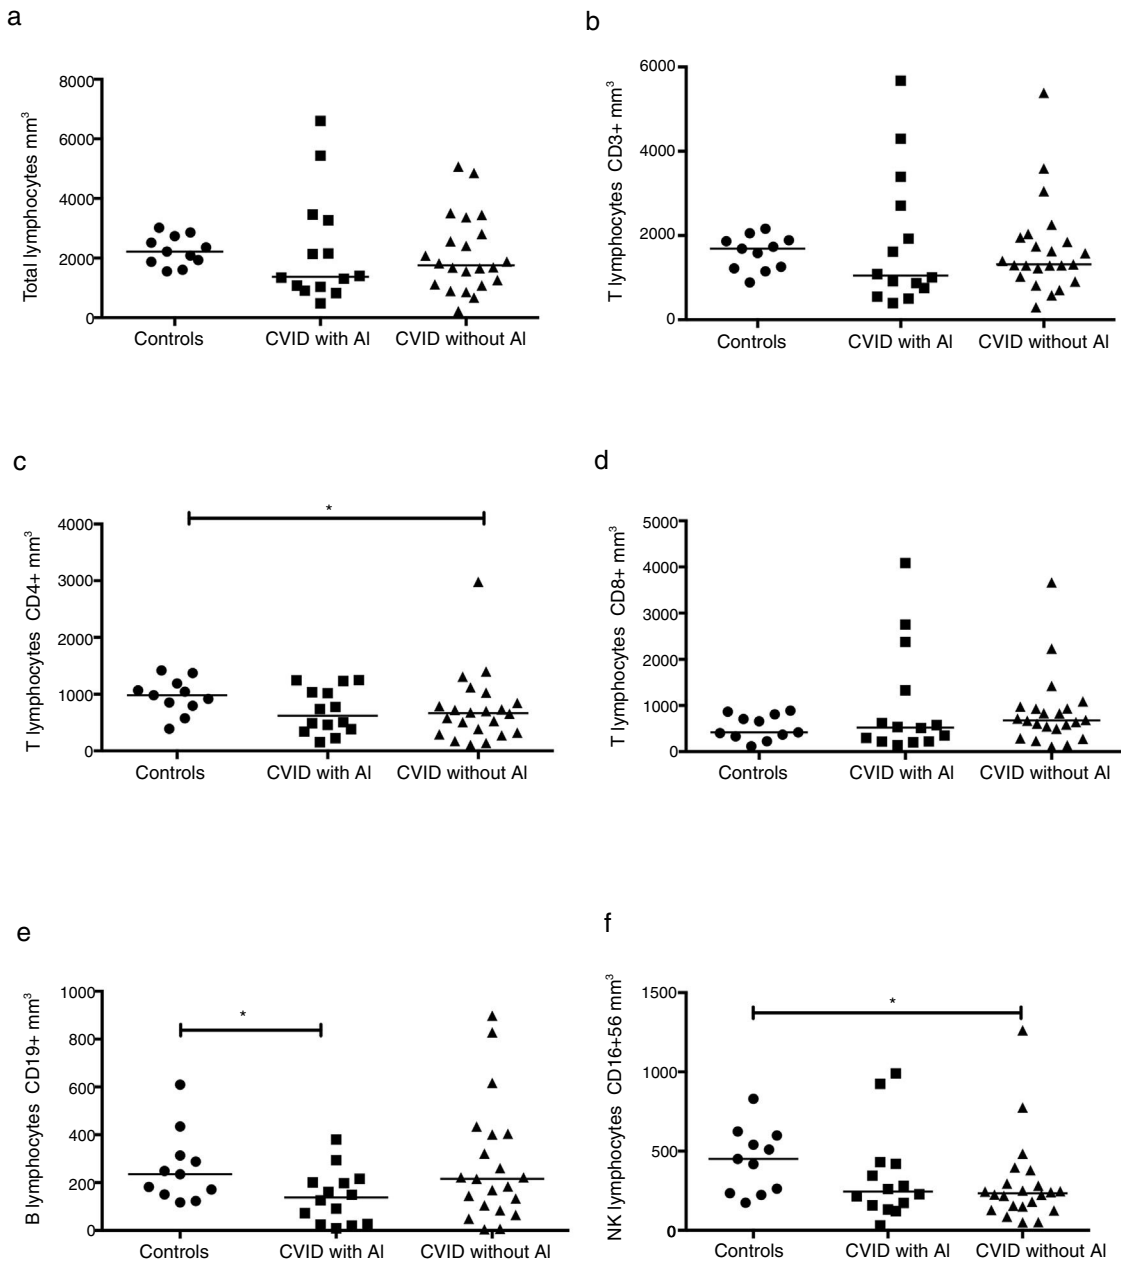 a
Total lymphocytes mm³
8000
6000
4000
2000
0
Controls
CVID with AI
CVID without AI
b
T lymphocytes CD3+ mm³
6000
4000
2000
0
Controls
CVID with AI
CVID without AI
c
T lymphocytes CD4+ mm³
4000
3000
2000
1000
0
*
Controls
CVID with AI
CVID without AI
d
T lymphocytes CD8+ mm³
5000
4000
3000
2000
1000
0
Controls
CVID with AI
CVID without AI
e
B lymphocytes CD19+ mm³
1000
800
600
400
200
0
*
Controls
CVID with AI
CVID without AI
f
NK lymphocytes CD16+56 mm³
1500
1000
500
0
*
Controls
CVID with AI
CVID without AI